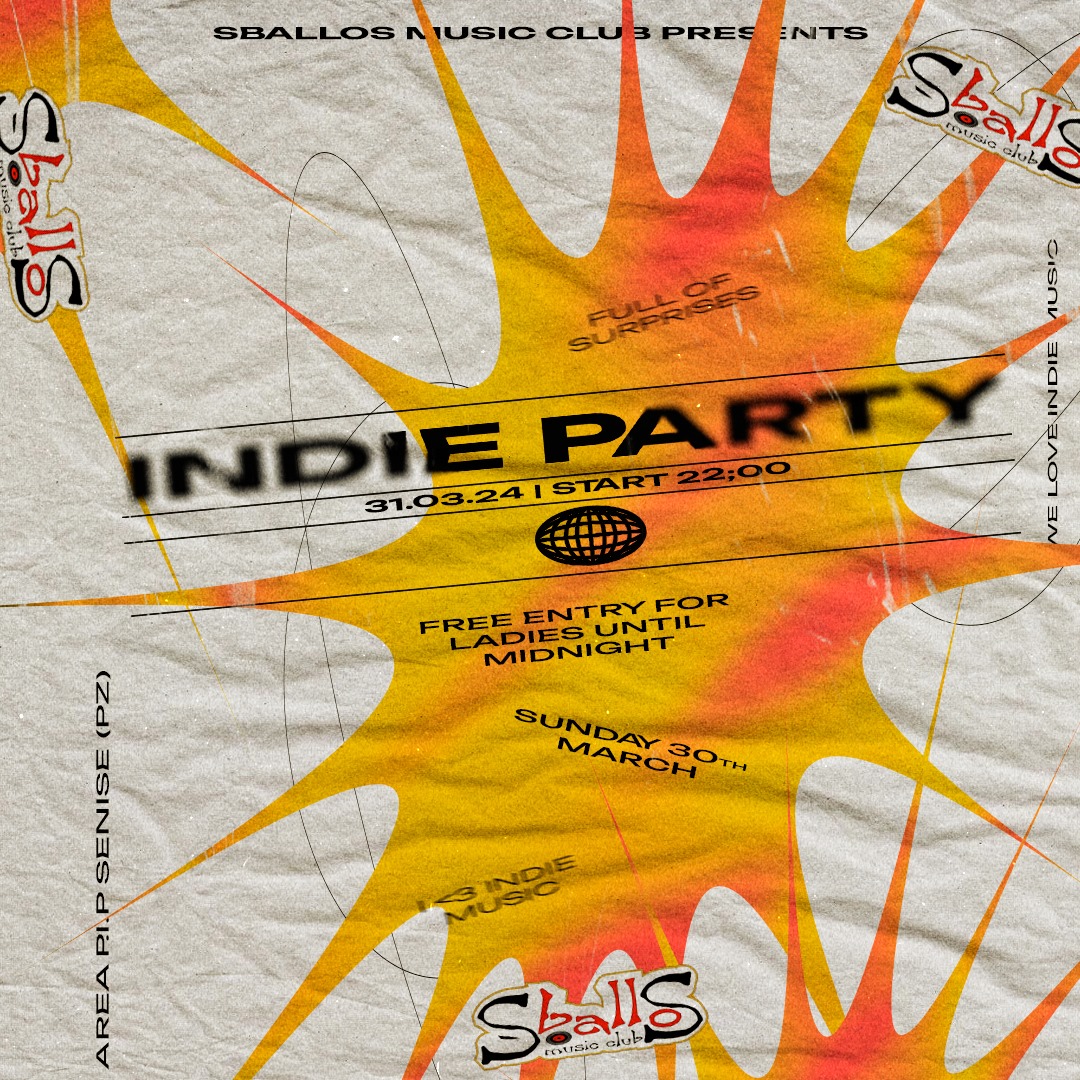 SBALLOS MUSIC CLUB PRESENTS
Sballos
music club
Sballos
music club
FULL OF
SURPRISES
WE LOVE INDIE MUSIC
INDIE PARTY
31.03.24 | START 22;00
FREE ENTRY FOR
LADIES UNTIL
MIDNIGHT
SUNDAY 30TH
MARCH
AREA P.I.P SENISE (PZ)
I <3 INDIE
MUSIC
Sballos
music club